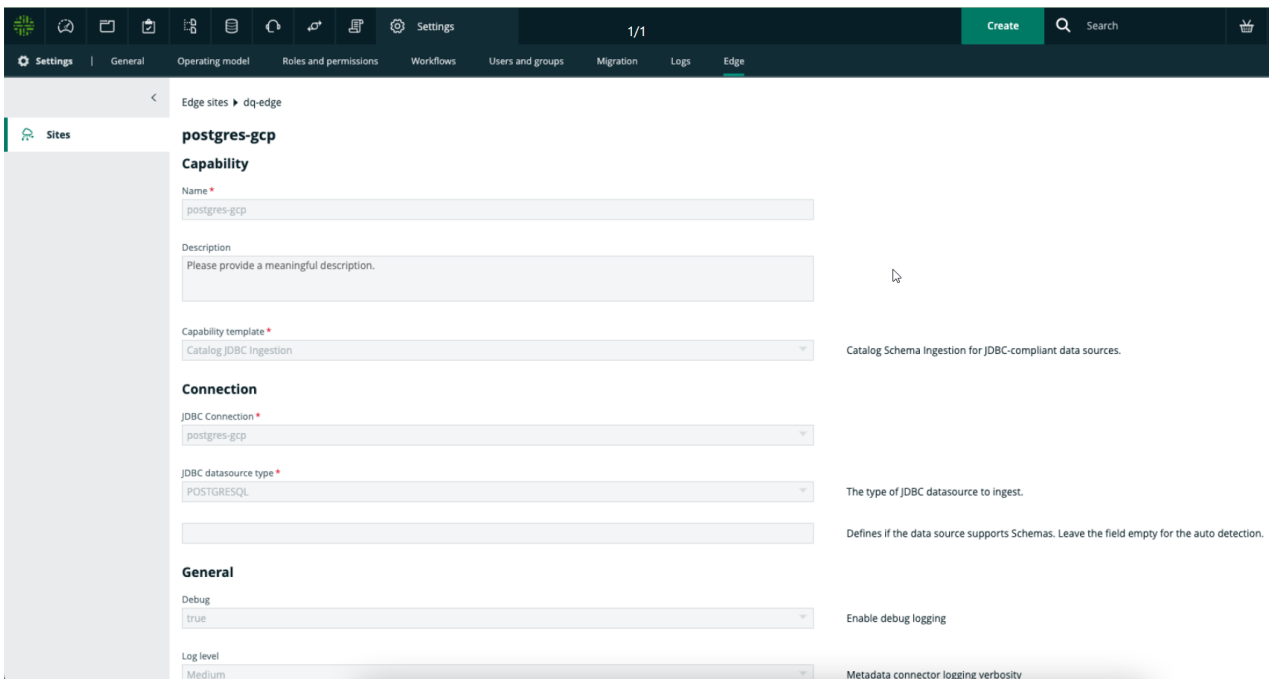 Settings
1/1
Create
Search
Settings | General Operating model Roles and permissions Workflows Users and groups Migration Logs Edge
Edge sites dq-edge
Sites
postgres-gcp
Capability
Name *
postgres-gcp
Description
Please provide a meaningful description.
Capability template *
Catalog JDBC Ingestion
Catalog Schema Ingestion for JDBC-compliant data sources.
Connection
JDBC Connection *
postgres-gcp
JDBC datasource type *
POSTGRESQL
The type of JDBC datasource to ingest.
Defines if the data source supports Schemas. Leave the field empty for the auto detection.
General
Debug
true
Enable debug logging
Log level
Medium
Metadata connector logging verbosity